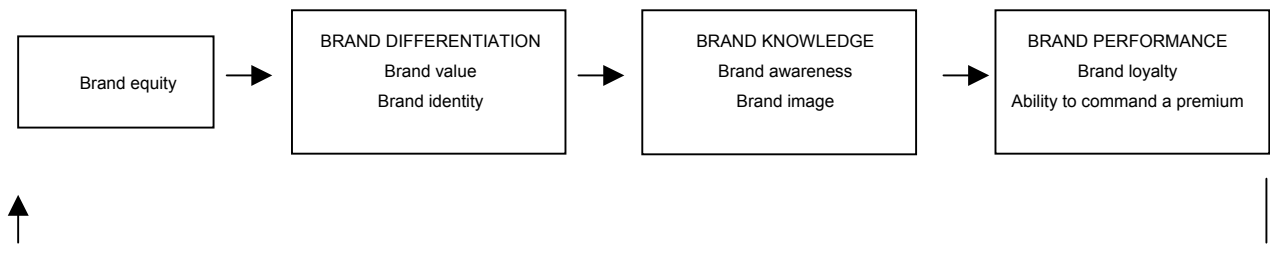 Brand equity
BRAND DIFFERENTIATION
Brand value
Brand identity
BRAND KNOWLEDGE
Brand awareness
Brand image
BRAND PERFORMANCE
Brand loyalty
Ability to command a premium